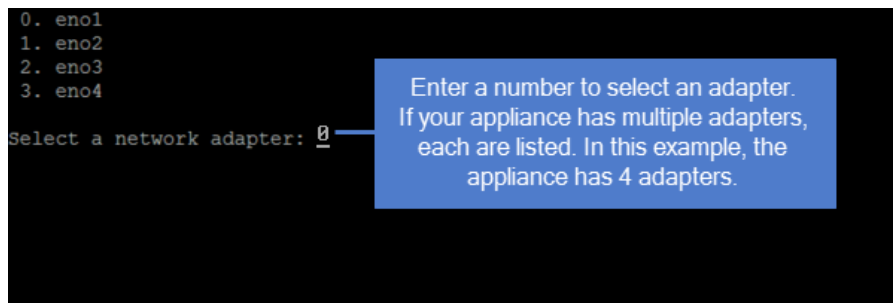 0. eno1
1. eno2
2. eno3
3. eno4
Select a network adapter: 0
Enter a number to select an adapter.
If your appliance has multiple adapters,
each are listed. In this example, the
appliance has 4 adapters.